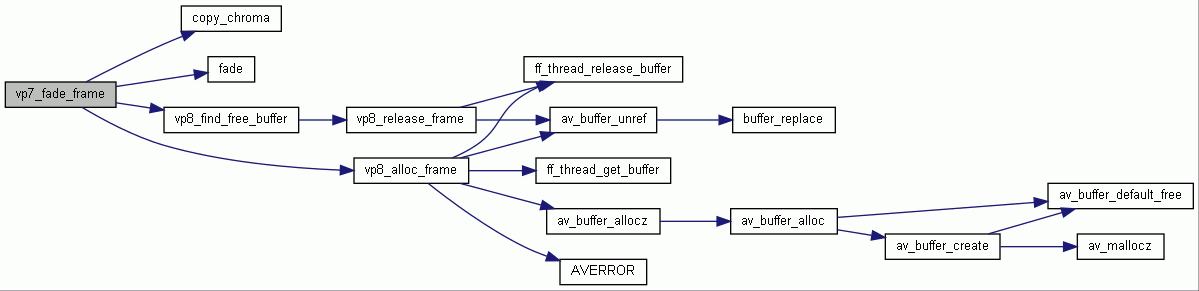 copy_chroma
fade
ff_thread_release_buffer
vp7_fade_frame
vp8_find_free_buffer
vp8_release_frame
av_buffer_unref
buffer_replace
vp8_alloc_frame
ff_thread_get_buffer
av_buffer_default_free
av_buffer_allocz
av_buffer_alloc
av_buffer_create
av_mallocz
AVERROR